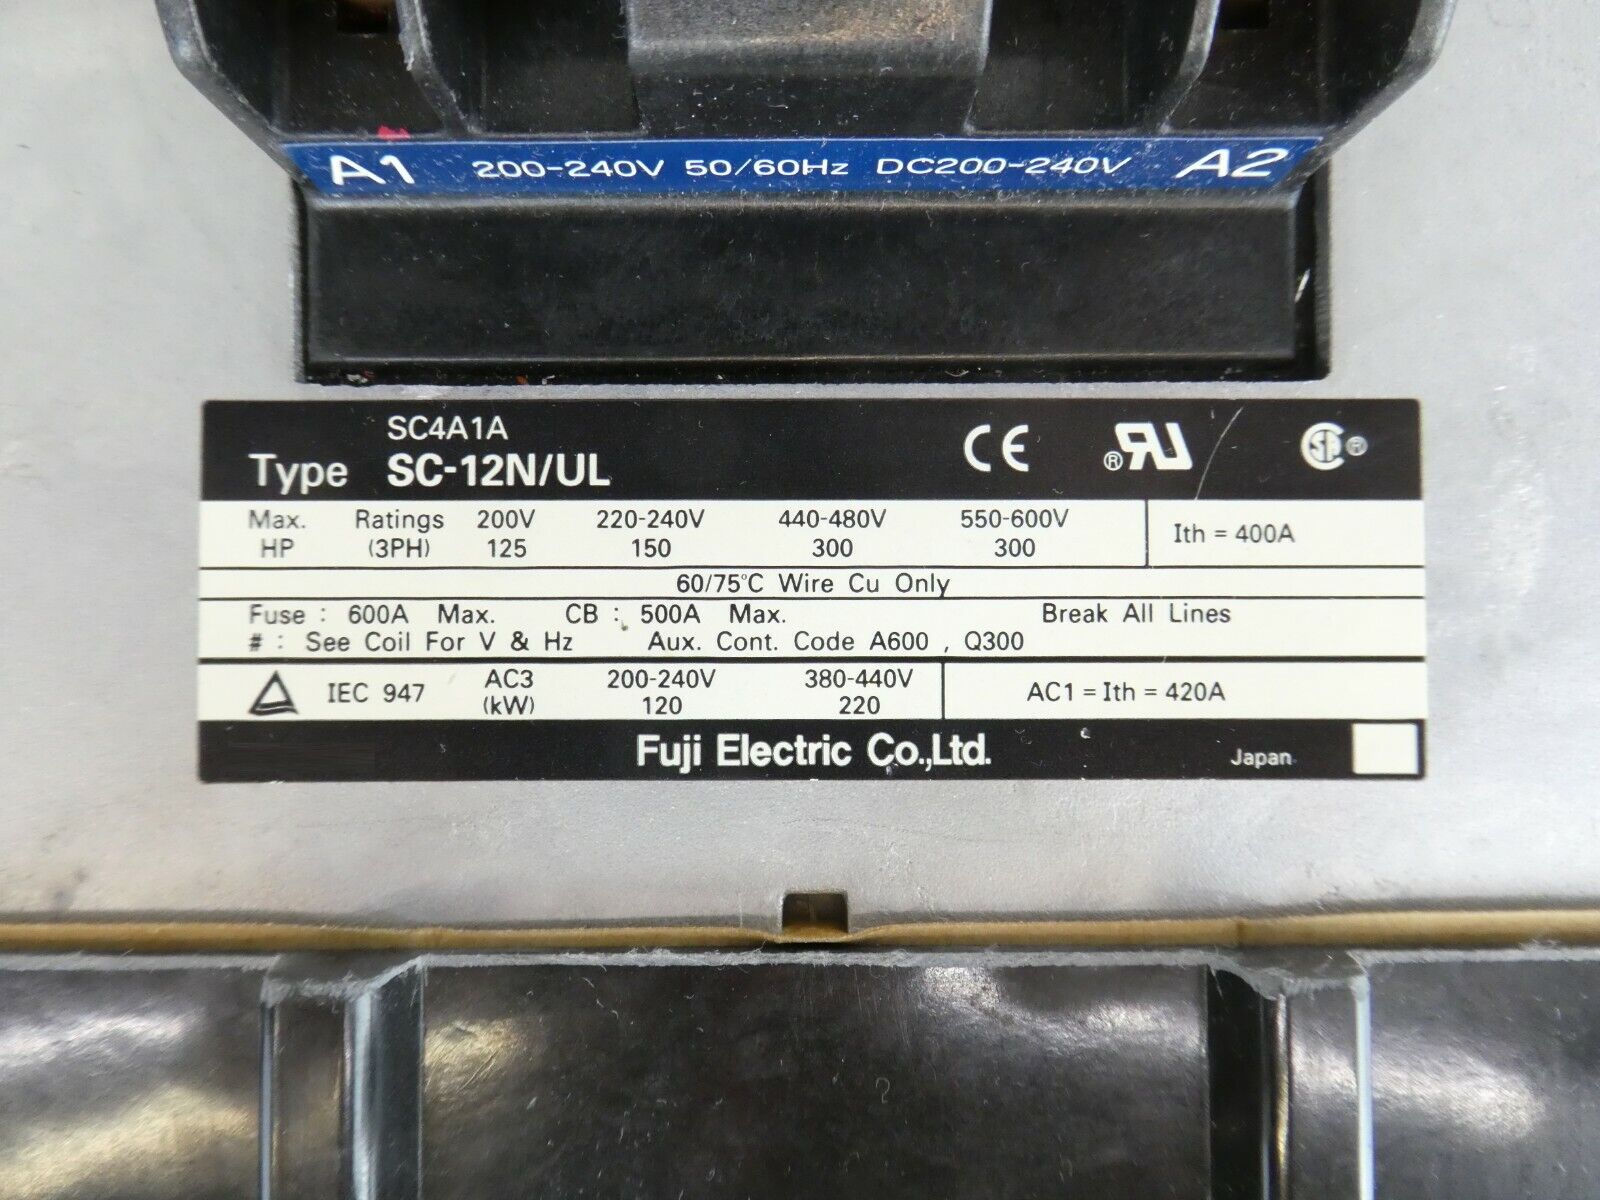 A1 200-240V 50/60Hz DC200-240V A2
SC4A1A
Type SC-12N/UL CE ®RU SA®
Max. Ratings 200V 220-240V 440-480V 550-600V
HP (3PH) 125 150 300 300
Ith = 400A
60/75°C Wire Cu Only
Fuse : 600A Max. CB : 500A Max. Break All Lines
# : See Coil For V & Hz Aux. Cont. Code A600 , Q300
IEC 947 AC3 200-240V 380-440V
(kW) 120 220
AC1 = Ith = 420A
Fuji Electric Co.,Ltd. Japan